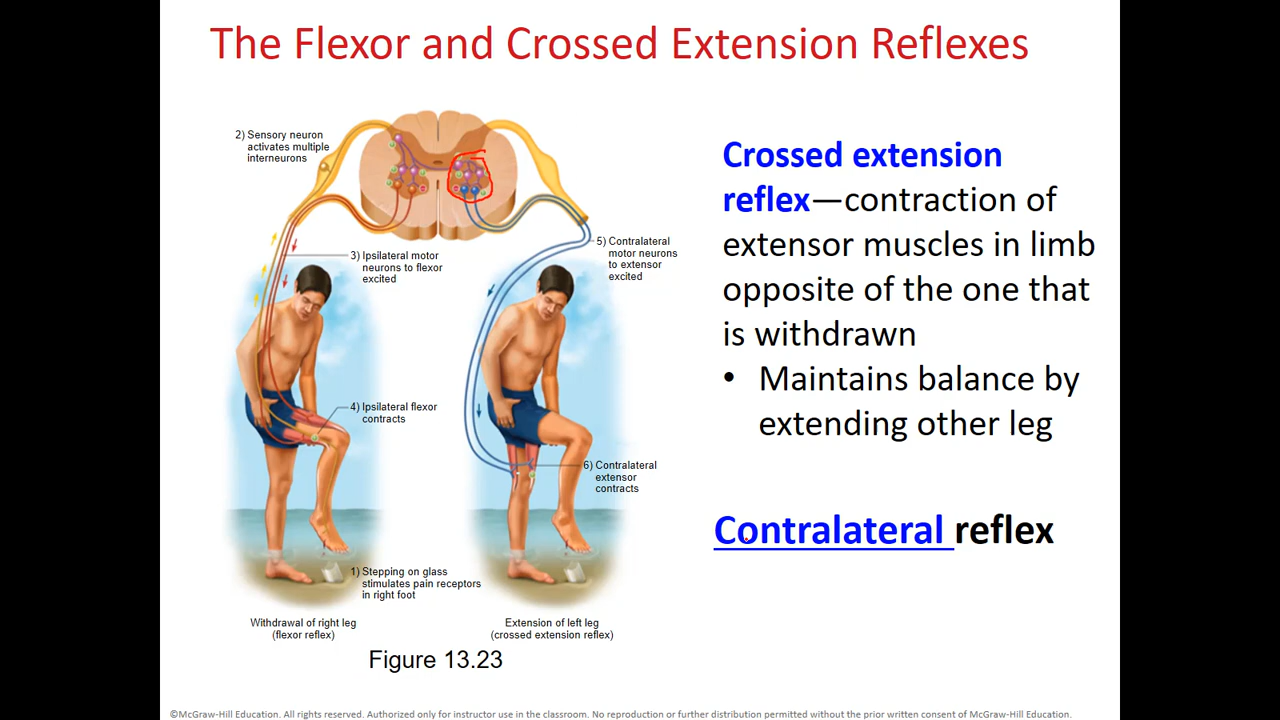 The Flexor and Crossed Extension Reflexes
2) Sensory neuron
activates multiple
interneurons
3) Ipsilateral motor
neurons to flexor
excited
4) Ipsilateral flexor
contracts
1) Stepping on glass
stimulates pain receptors
in right foot
Withdrawal of right leg
(flexor reflex)
5) Contralateral
motor neurons
to extensor
excited
6) Contralateral
extensor
contracts
Extension of left leg
(crossed extension reflex)
Figure 13.23
Crossed extension
reflex—contraction of
extensor muscles in limb
opposite of the one that
is withdrawn
• Maintains balance by
extending other leg
Contralateral reflex
©McGraw-Hill Education. All rights reserved. Authorized only for instructor use in the classroom. No reproduction or further distribution permitted without the prior written consent of McGraw-Hill Education.